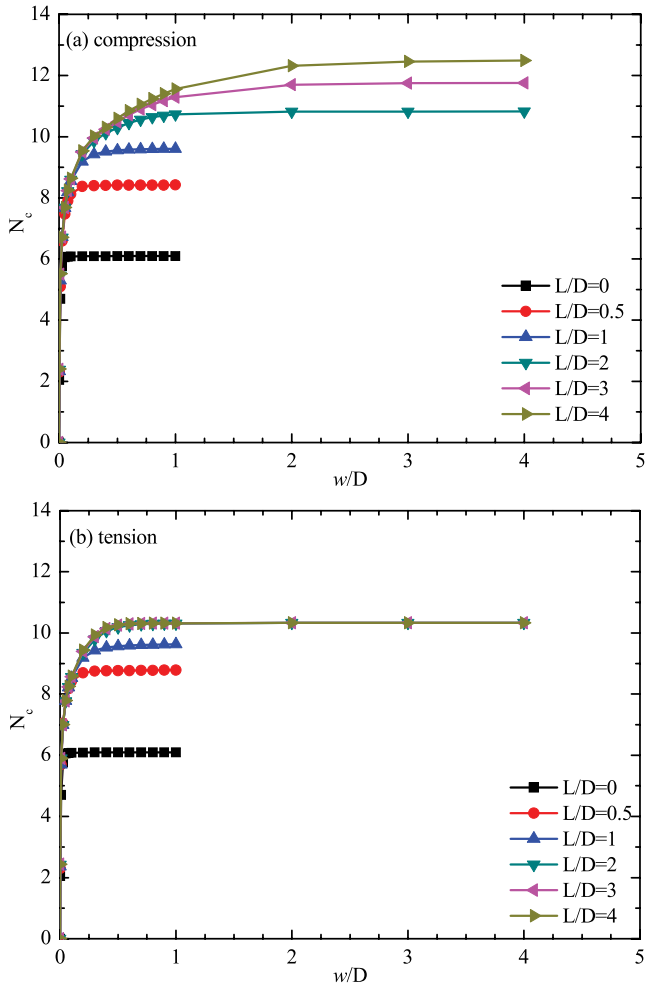 14
(a) compression
12
10
8
N_c
6
4
2
0
L/D=0
L/D=0.5
L/D=1
L/D=2
L/D=3
L/D=4
0 1 2 3 4 5
w/D
14
(b) tension
12
10
8
N_c
6
4
2
0
L/D=0
L/D=0.5
L/D=1
L/D=2
L/D=3
L/D=4
0 1 2 3 4 5
w/D